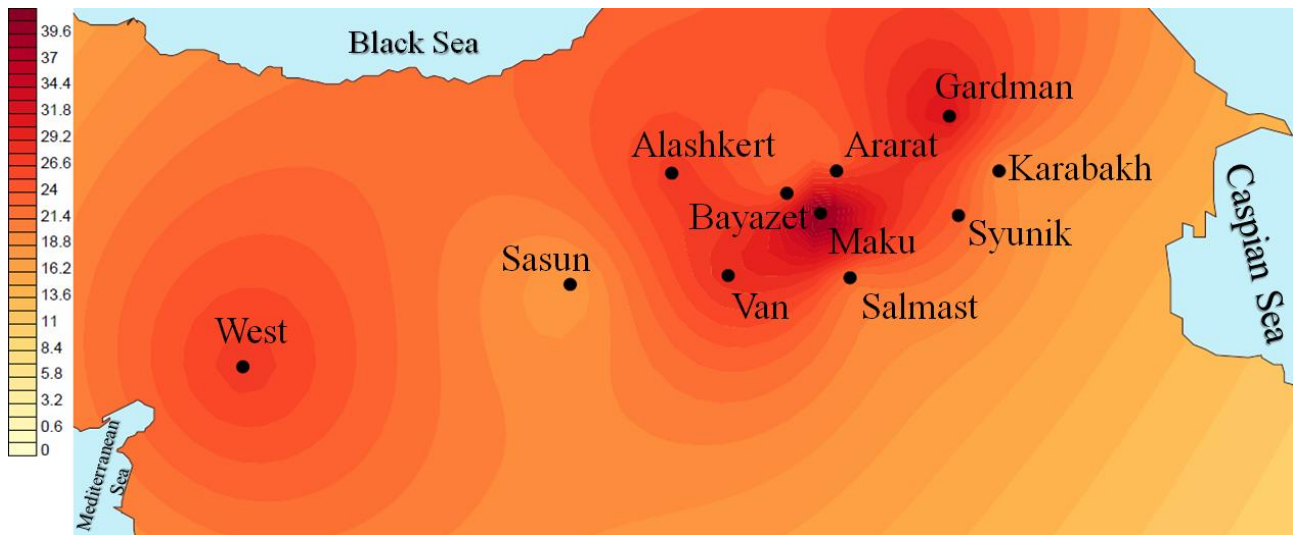 39.6
37
34.4
31.8
29.2
26.6
24
21.4
18.8
16.2
13.6
11
8.4
5.8
3.2
0.6
0
Black Sea
Gardman
Alashkert
Ararat
Karabakh
Bayazet
Maku
Syunik
Sasun
Van
Salmast
West
Caspian Sea
Mediterranean
Sea